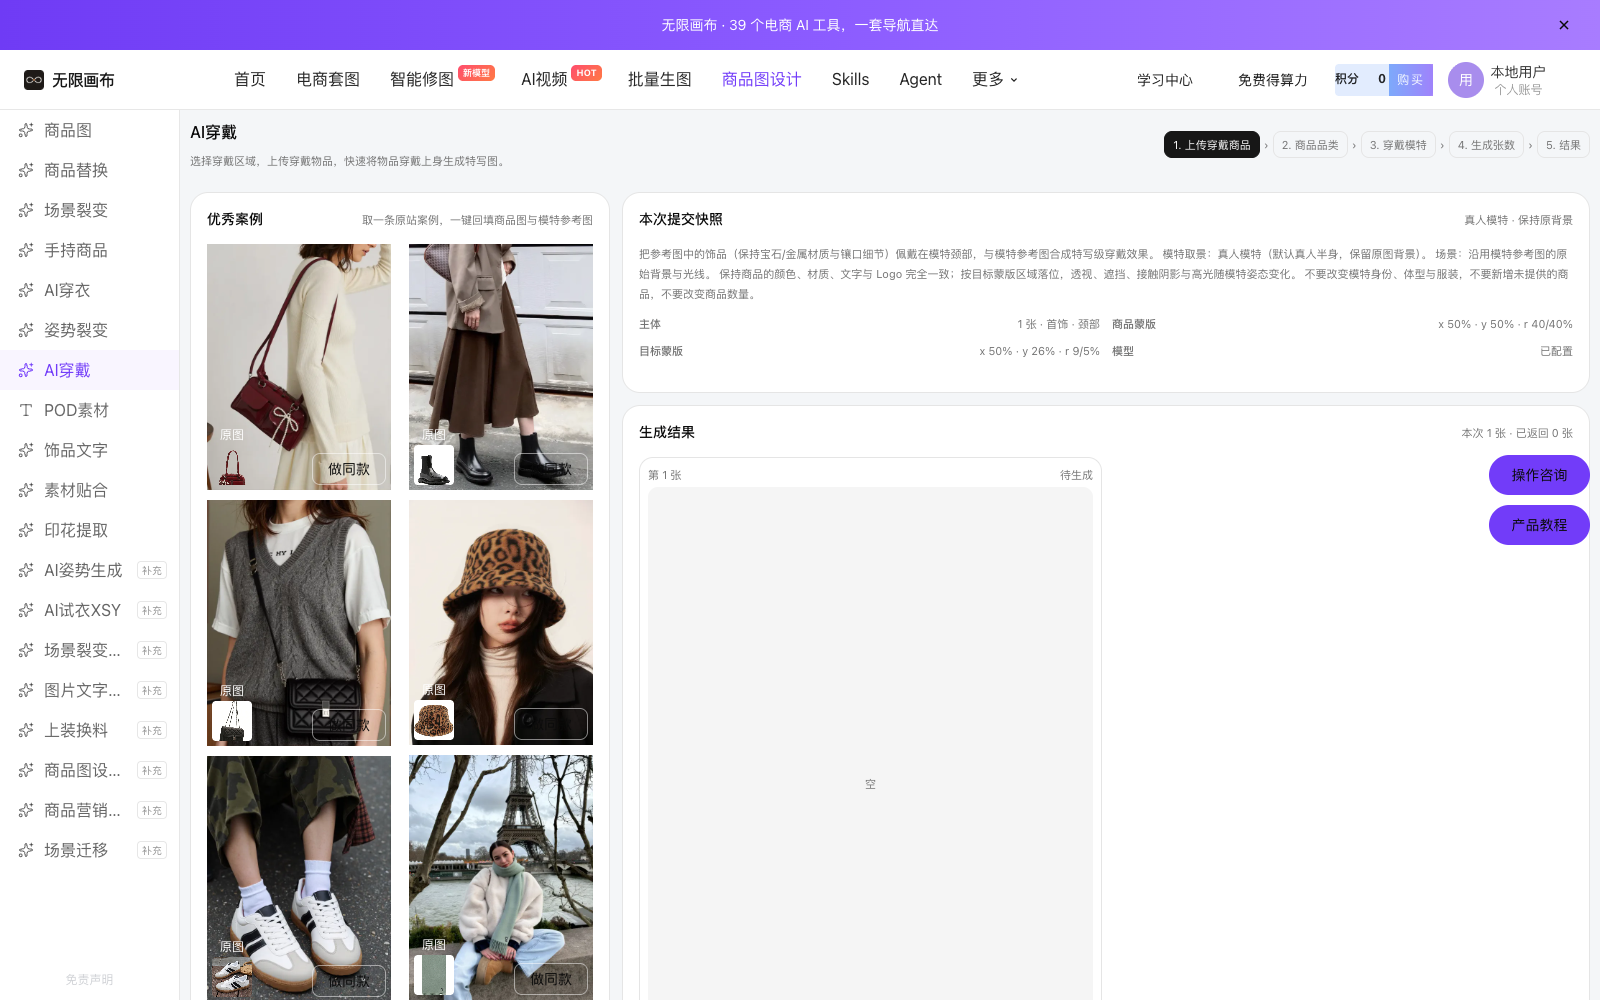 无限画布 · 39 个电商 AI 工具，一套导航直达
无限画布
首页
电商套图
智能修图
新模型
AI视频
HOT
批量生图
商品图设计
Skills
Agent
更多
学习中心
免费得算力
积分 0
购买
用
本地用户
个人账号
商品图
商品替换
场景裂变
手持商品
AI穿衣
姿势裂变
AI穿戴
POD素材
饰品文字
素材贴合
印花提取
AI姿势生成 补充
AI试衣XSY 补充
场景裂变... 补充
图片文字... 补充
上装换料 补充
商品图设... 补充
商品营销... 补充
场景迁移 补充
免责声明
AI穿戴
选择穿戴区域，上传穿戴物品，快速将物品穿戴上身生成特写图。
1. 上传穿戴商品 › 2. 商品品类 › 3. 穿戴模特 › 4. 生成张数 › 5. 结果
优秀案例
取一条原站案例，一键回填商品图与模特参考图
原图
做同款
原图
做同款
原图
做同款
原图
原图
做同款
原图
做同款
本次提交快照
真人模特 · 保持原背景
把参考图中的饰品（保持宝石/金属材质与镶口细节）佩戴在模特颈部，与模特参考图合成特写级穿戴效果。 模特取景：真人模特（默认真人半身，保留原图背景）。 场景：沿用模特参考图的原
始背景与光线。 保持商品的颜色、材质、文字与 Logo 完全一致；按目标蒙版区域落位，透视、遮挡、接触阴影与高光随模特姿态变化。 不要改变模特身份、体型与服装，不要新增未提供的商
品，不要改变商品数量。
主体 1 张 · 首饰 · 颈部
商品蒙版 x 50% · y 50% · r 40/40%
目标蒙版 x 50% · y 26% · r 9/5%
模型 已配置
生成结果
本次 1 张 · 已返回 0 张
第 1 张
待生成
空
操作咨询
产品教程